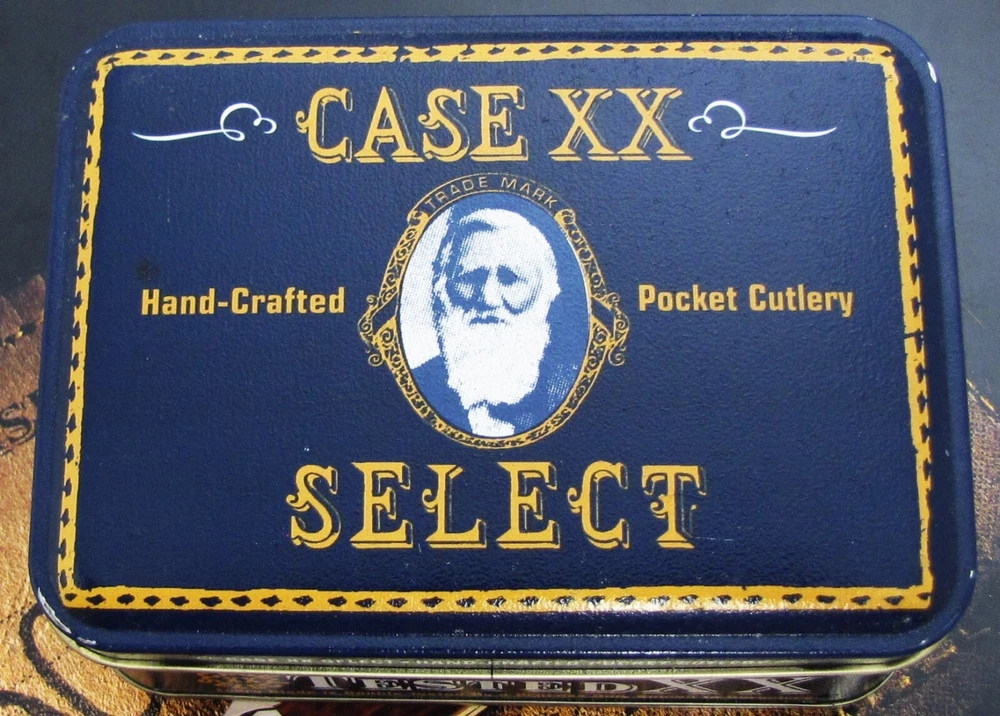 CASE XX
TRADE MARK
Hand-Crafted Pocket Cutlery
SELECT
TESTED XX